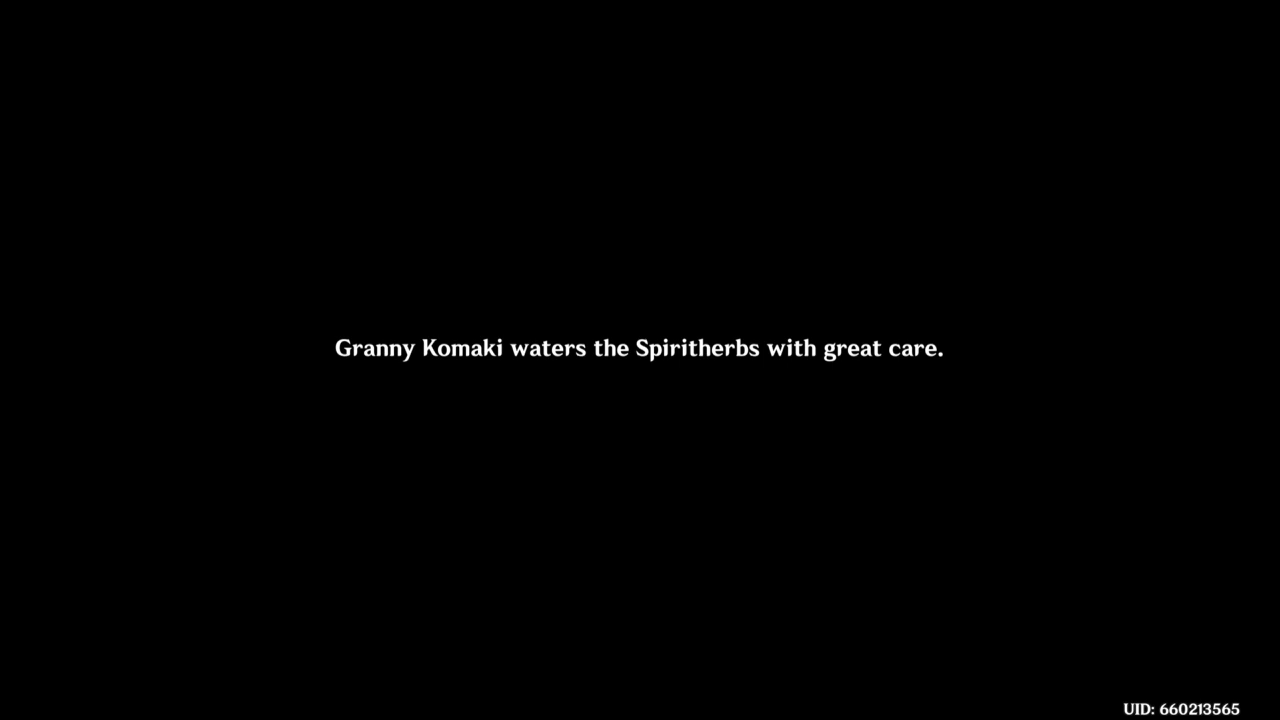 Granny Komaki waters the Spiritherbs with great care.
UID: 660213565